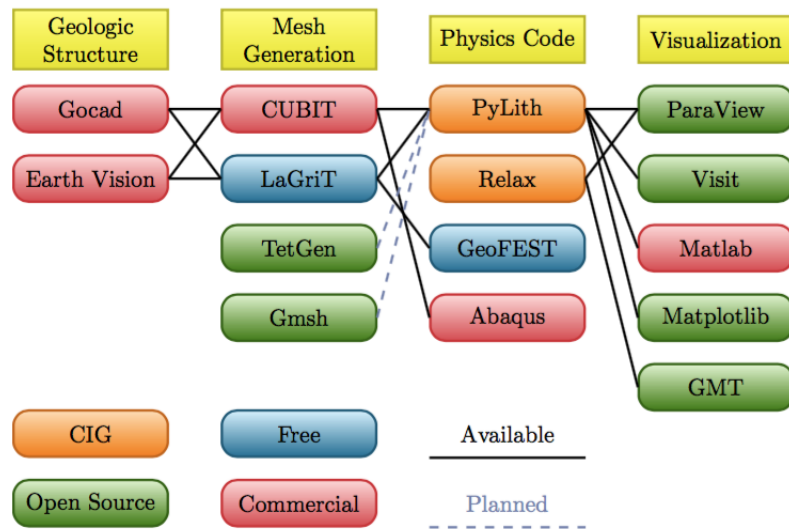 Geologic
Structure
Mesh
Generation
Physics Code
Visualization
Gocad
CUBIT
PyLith
ParaView
Earth Vision
LaGriT
Relax
Visit
TetGen
GeoFEST
Matlab
Gmsh
Abaqus
Matplotlib
GMT
CIG
Free
Available
Open Source
Commercial
Planned